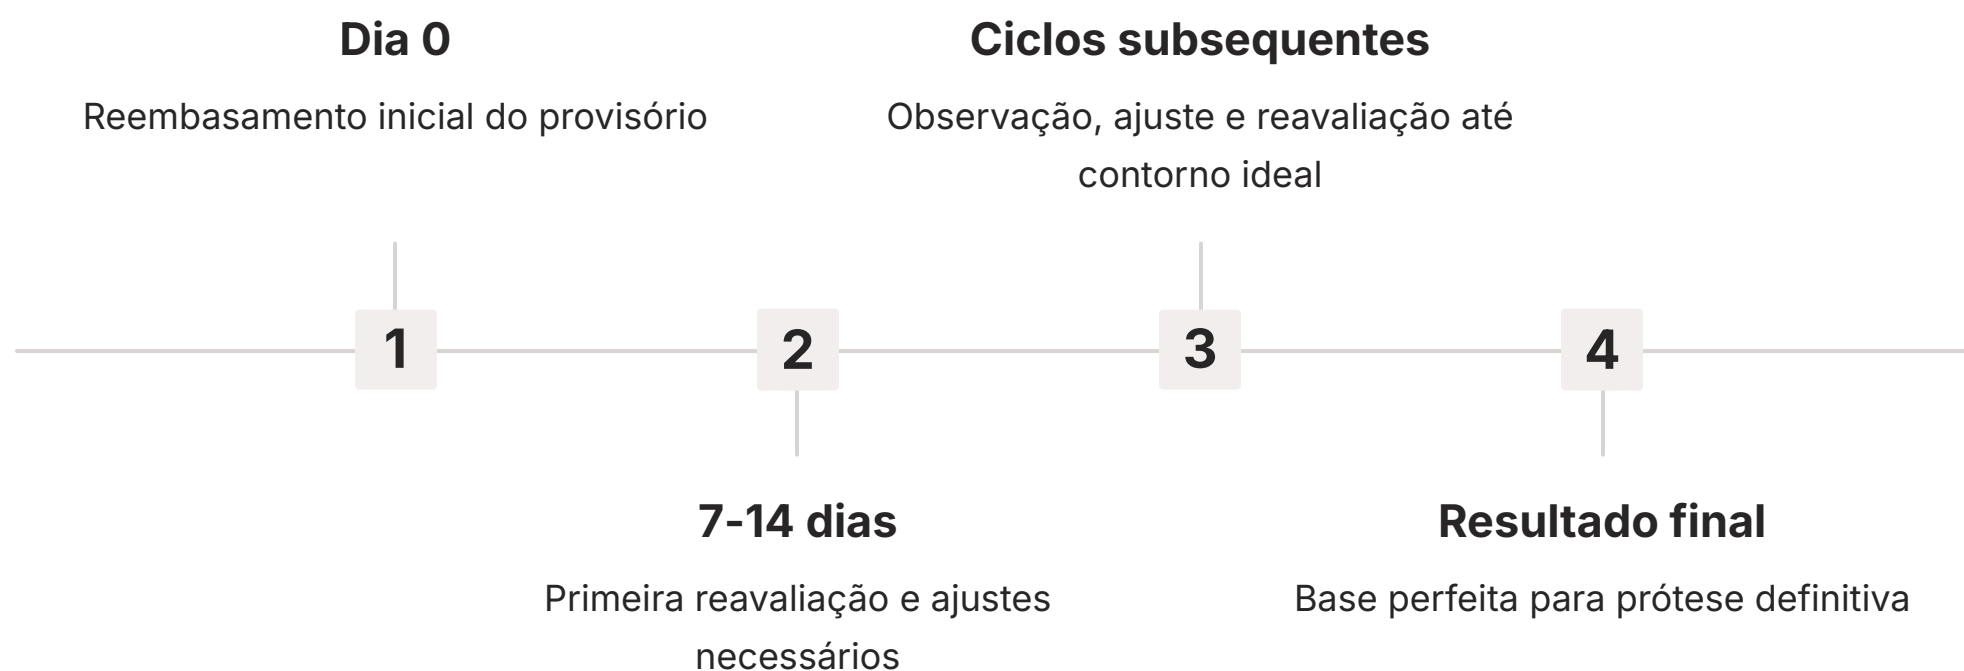 Dia 0
Reembasamento inicial do provisório
Ciclos subsequentes
Observação, ajuste e reavaliação até
contorno ideal
1
2
3
4
7-14 dias
Primeira reavaliação e ajustes
necessários
Resultado final
Base perfeita para prótese definitiva